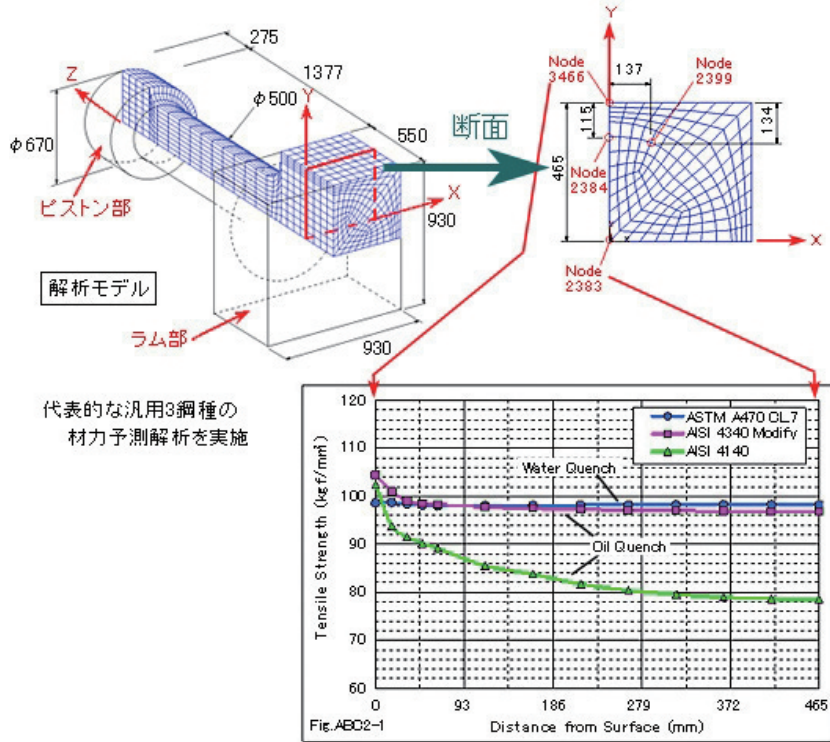 275
1377
Z
φ500
Y
φ670
550
断面
ピストン部
X
930
解析モデル
ラム部
930
Y
Node
3466
137
Node
2399
115
134
465
Node
2384
X
Node
2383
代表的な汎用3鋼種の
材力予測解析を実施
120
110
100
90
80
70
60
Tensile Strength (kgf/mm²)
ASTM A470 CL7
AISI 4340 Modify
AISI 4140
Water Quench
Oil Quench
0 93 186 279 372 465
Fig.ABC2-1 Distance from Surface (mm)